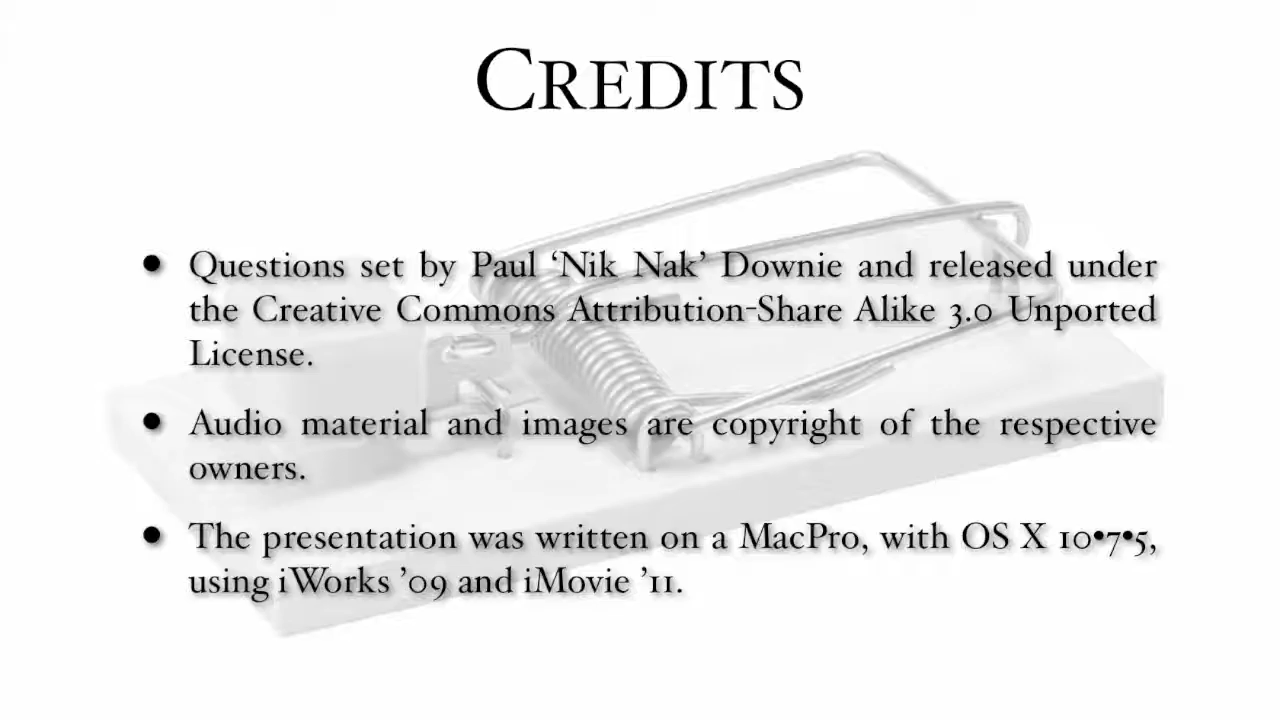 CREDITS
• Questions set by Paul ‘Nik Nak’ Downie and released under
the Creative Commons Attribution-Share Alike 3.0 Unported
License.
• Audio material and images are copyright of the respective
owners.
• The presentation was written on a MacPro, with OS X 10•7•5,
using iWorks ’09 and iMovie ’11.